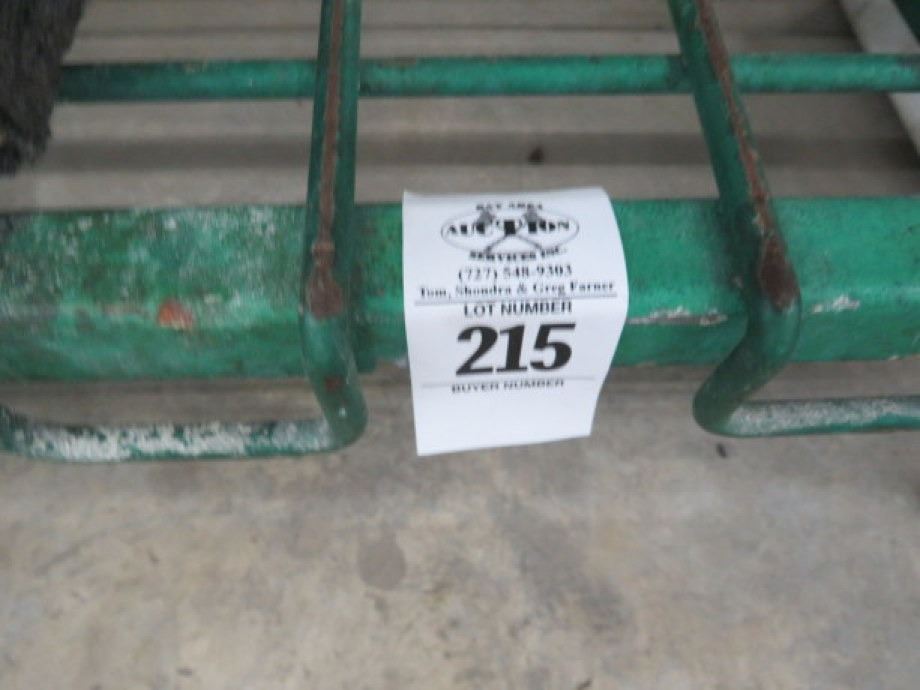 BAY AREA
AUCTION
SERVICES INC.
(727) 548-9303
Tom, Shondra & Greg Farner
LOT NUMBER
215
BUYER NUMBER